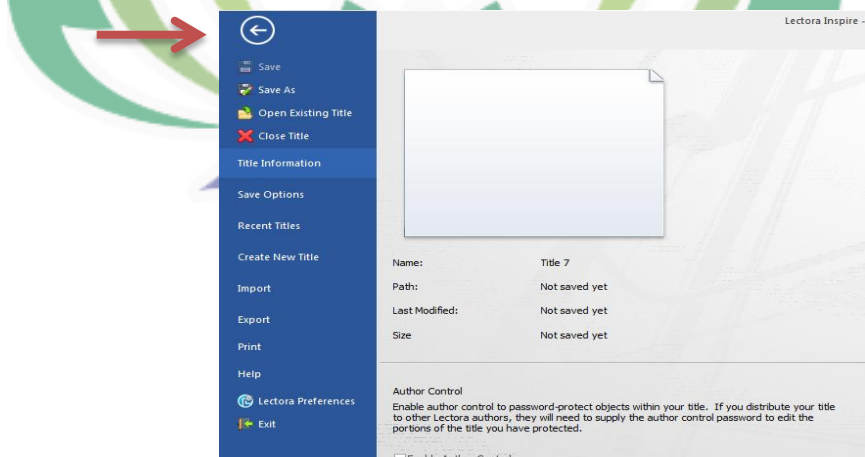 Lectora Inspire -
Save
Save As
Open Existing Title
Close Title
Title Information
Save Options
Recent Titles
Create New Title
Import
Export
Print
Help
Lectora Preferences
Exit
Name: Title 7
Path: Not saved yet
Last Modified: Not saved yet
Size Not saved yet
Author Control
Enable author control to password-protect objects within your title. If you distribute your title
to other Lectora authors, they will need to supply the author control password to edit the
portions of the title you have protected.